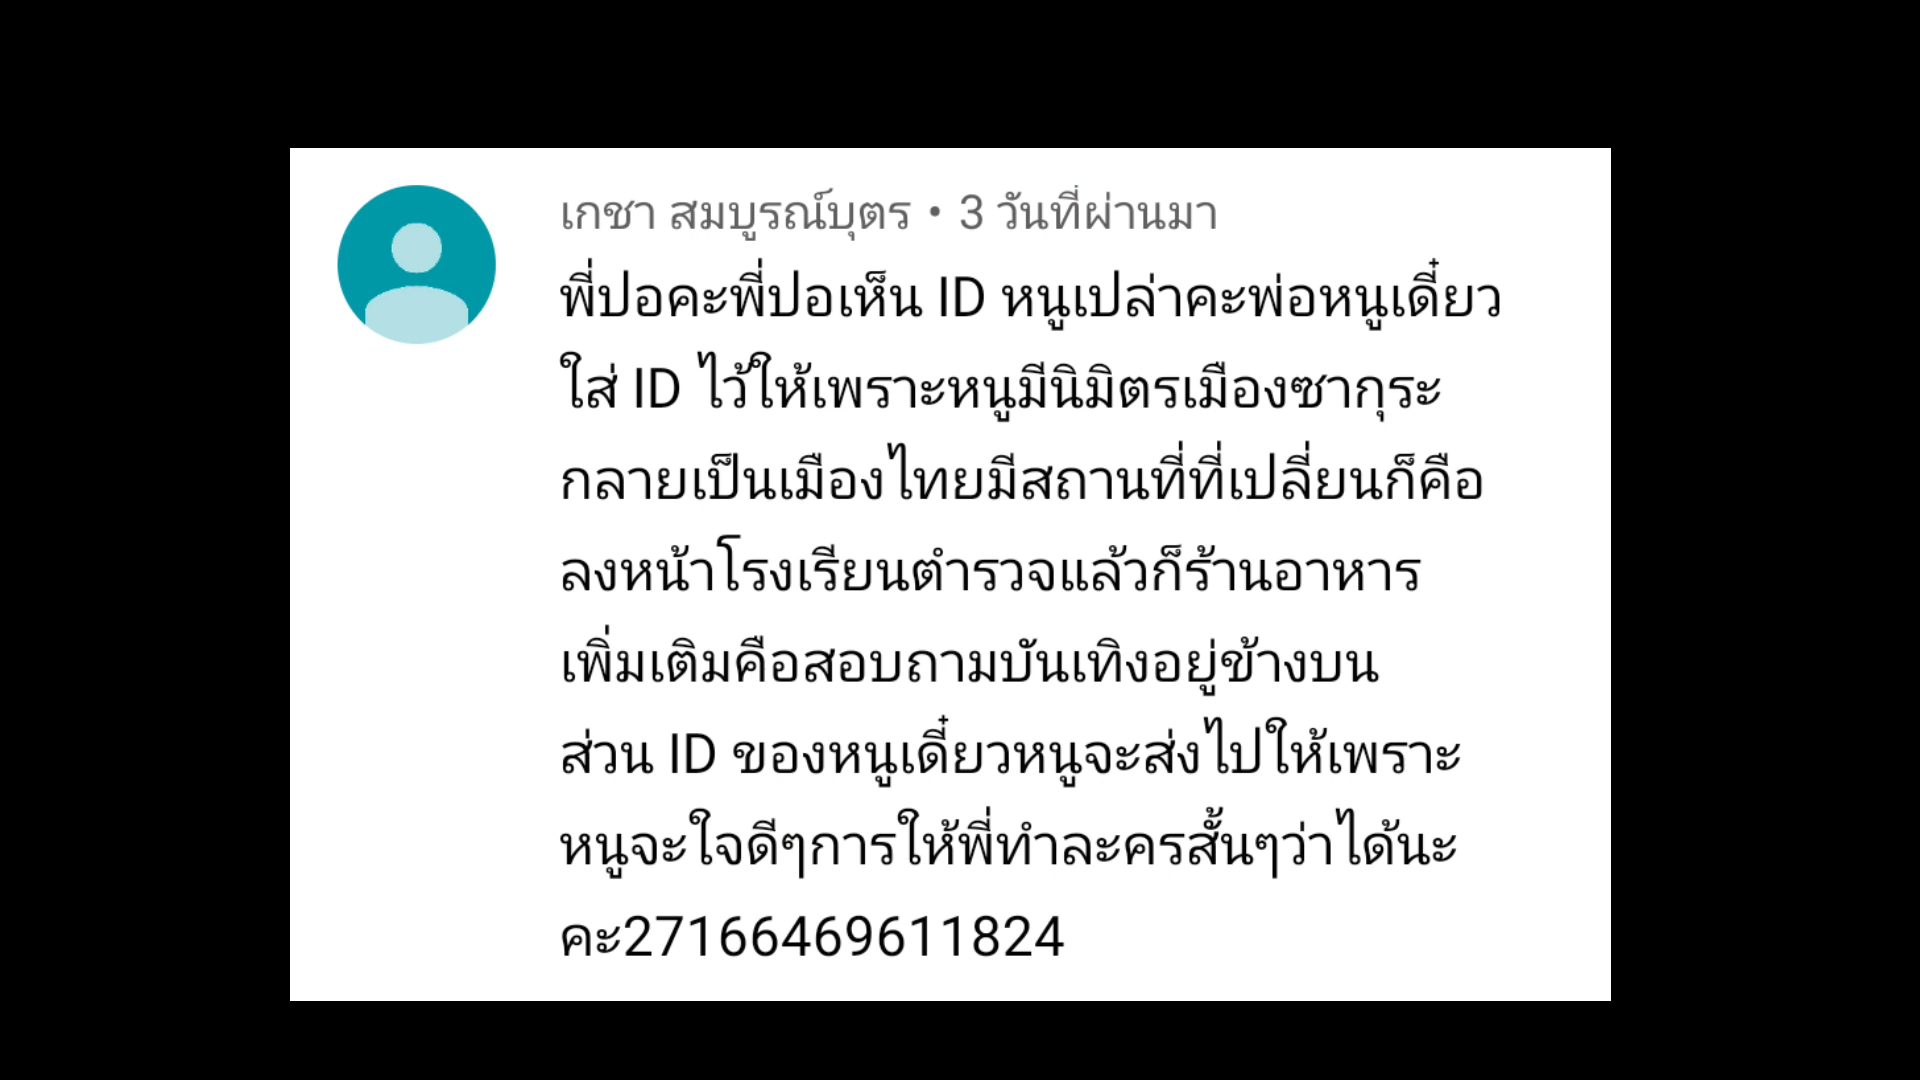 เกชา สมบูรณ์บุตร • 3 วันที่ผ่านมา
พี่ปอคะพี่ปอเห็น ID หนูเปล่าคะพ่อหนูเดี๋ยว
ใส่ ID ไว้ให้เพราะหนูมีนิมิตรเมืองซากุระ
กลายเป็นเมืองไทยมีสถานที่ที่เปลี่ยนก็คือ
ลงหน้าโรงเรียนตำรวจแล้วก็ร้านอาหาร
เพิ่มเติมคือสอบถามบันเทิงอยู่ข้างบน
ส่วน ID ของหนูเดี๋ยวหนูจะส่งไปให้เพราะ
หนูจะใจดีๆการให้พี่ทำละครสั้นๆว่าได้นะ
คะ27166469611824